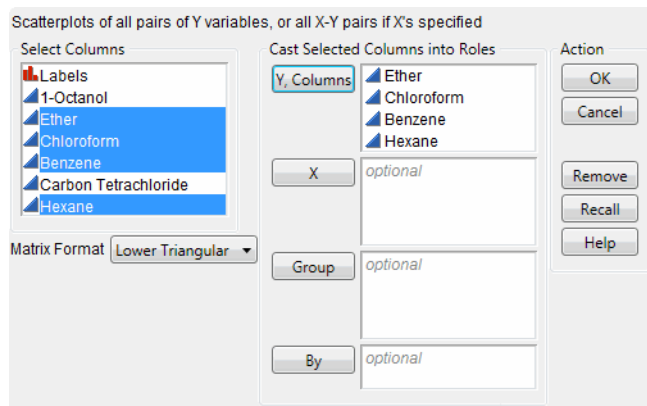 Scatterplots of all pairs of Y variables, or all X-Y pairs if X's specified
Select Columns
Labels
1-Octanol
Ether
Chloroform
Benzene
Carbon Tetrachloride
Hexane
Matrix Format Lower Triangular
Cast Selected Columns into Roles
Y, Columns
Ether
Chloroform
Benzene
Hexane
X optional
Group optional
By optional
Action
OK
Cancel
Remove
Recall
Help